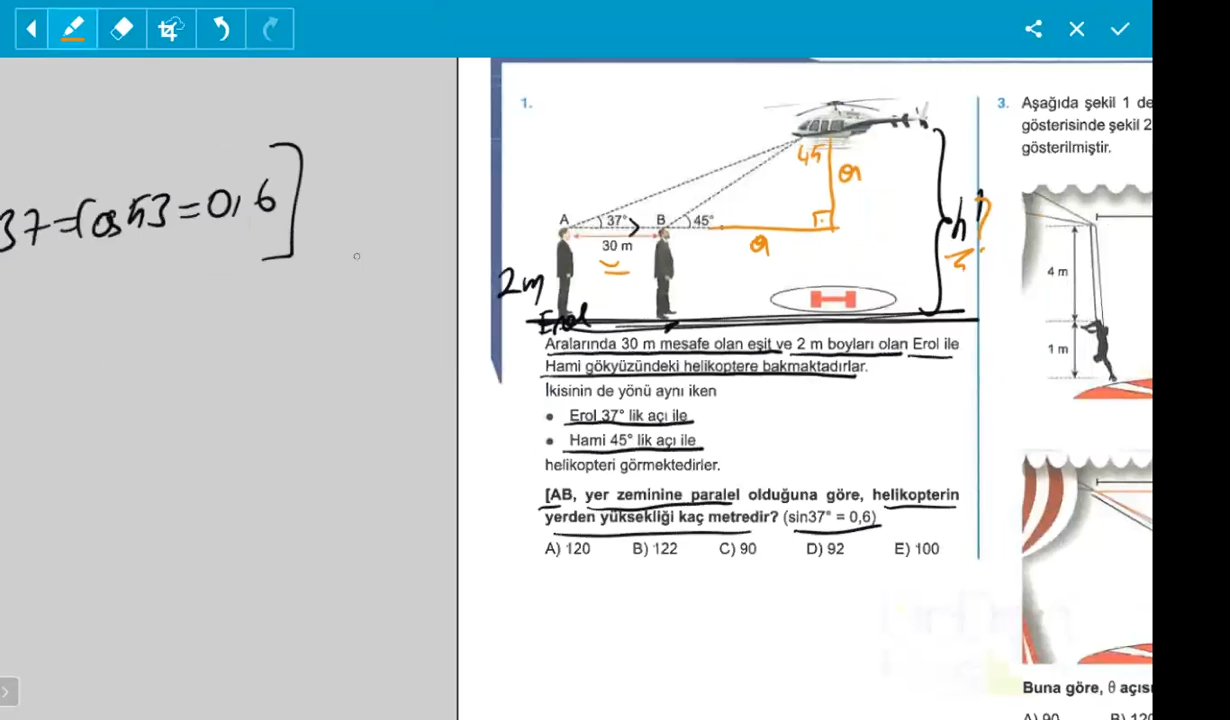 37=Cos53=0,6]
1.
45
a
A
37°
B
45°
30 m
a
h?
2m
Erol
Aralarında 30 m mesafe olan eşit ve 2 m boyları olan Erol ile
Hami gökyüzündeki helikoptere bakmaktadırlar.
İkisinin de yönü aynı iken
• Erol 37° lik açı ile
• Hami 45° lik açı ile
helikopteri görmektedirler.
[AB, yer zeminine paralel olduğuna göre, helikopterin
yerden yüksekliği kaç metredir? (sin37° = 0,6)
A) 120 B) 122 C) 90 D) 92 E) 100
3. Aşağıda şekil 1 de
gösterisinde şekil 2
gösterilmiştir.
4 m
1 m
Buna göre, θ açısı
A) 90 B) 120